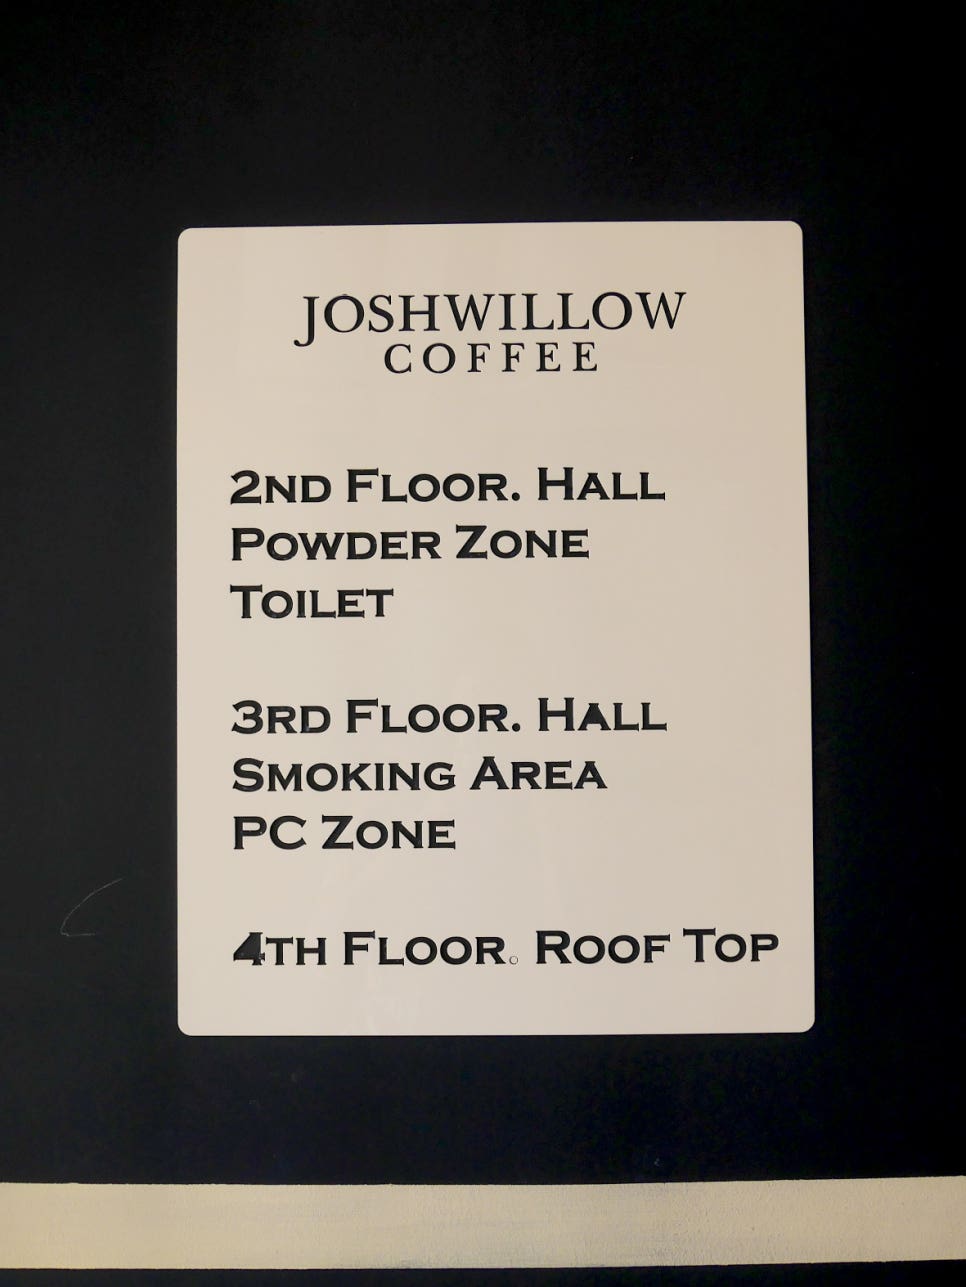 JOSHWILLOW
COFFEE
2ND FLOOR. HALL
POWDER ZONE
TOILET
3RD FLOOR. HALL
SMOKING AREA
PC ZONE
4TH FLOOR. ROOF TOP